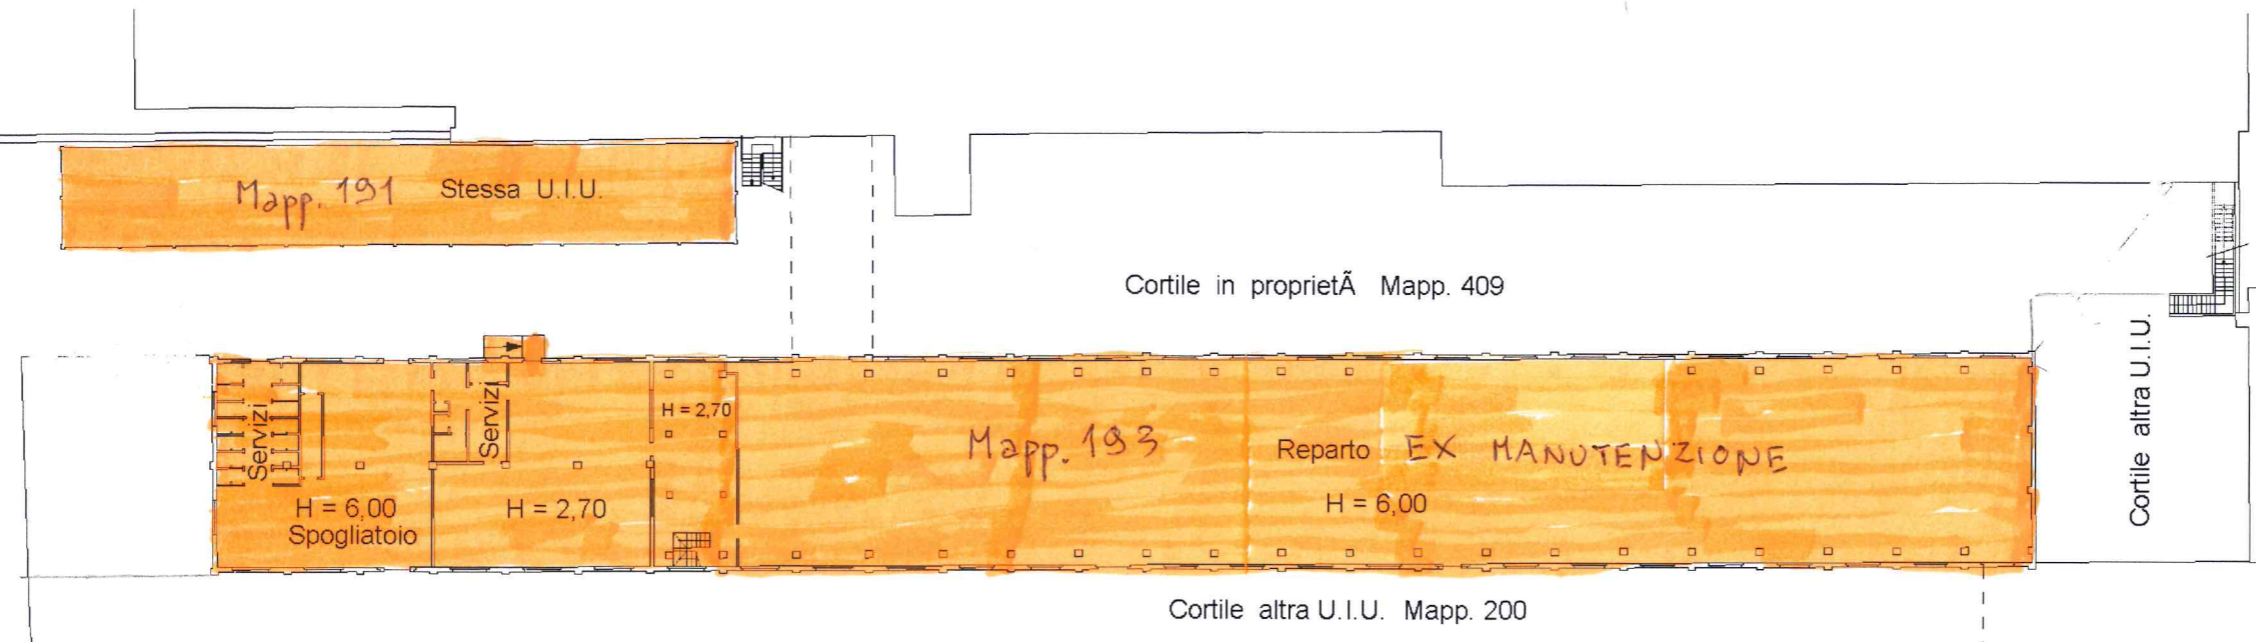 Mapp. 191 Stessa U.I.U.
Cortile in proprietÃ Mapp. 409
Servizi
Servizi
H = 2,70
Mapp. 193 Reparto EX MANUTENZIONE
H = 6,00
H = 6,00
Spogliatoio
H = 2,70
Cortile altra U.I.U.
Cortile altra U.I.U. Mapp. 200